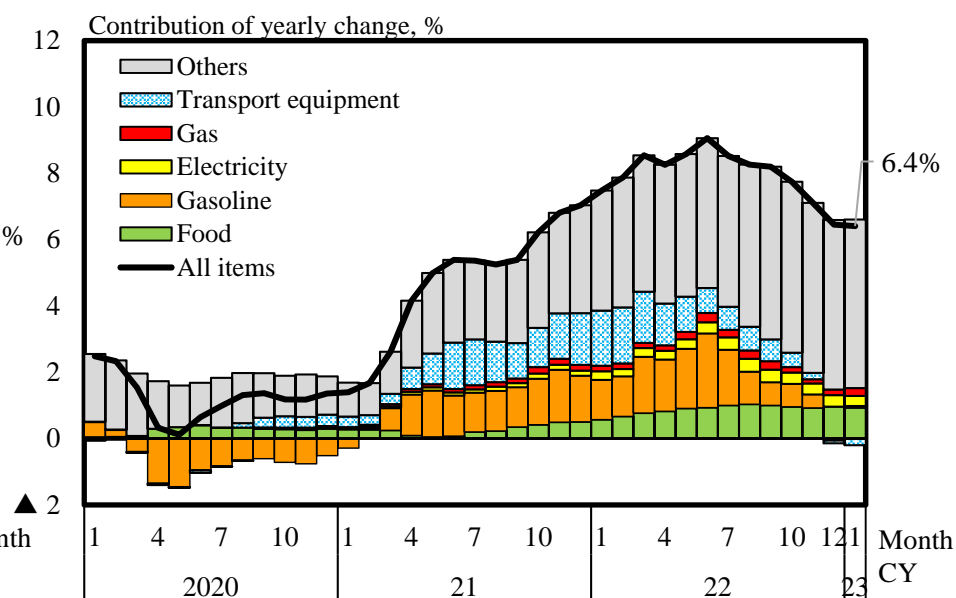 Contribution of yearly change, %
12
10
8
6
4
2
0
▲ 2
%
Others
Transport equipment
Gas
Electricity
Gasoline
Food
All items
6.4%
nth 1 4 7 10 1 4 7 10 1 4 7 10 12 1 Month
2020 21 22 23 CY